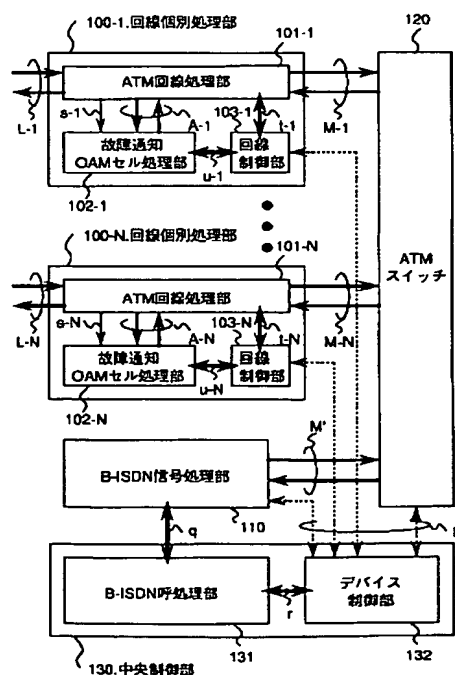 100-1.回線個別処理部
101-1
120
ATM回線処理部
L-1
s-1
A-1
103-1
t-1
M-1
故障通知
OAMセル処理部
回線
制御部
u-1
102-1
100-N.回線個別処理部
101-N
ATM
スイッチ
ATM回線処理部
L-N
s-N
A-N
103-N
t-N
M-N
故障通知
OAMセル処理部
回線
制御部
u-N
102-N
M'
B-ISDN信号処理部
q
110
B-ISDN呼処理部
r
デバイス
制御部
131
132
130.中央制御部